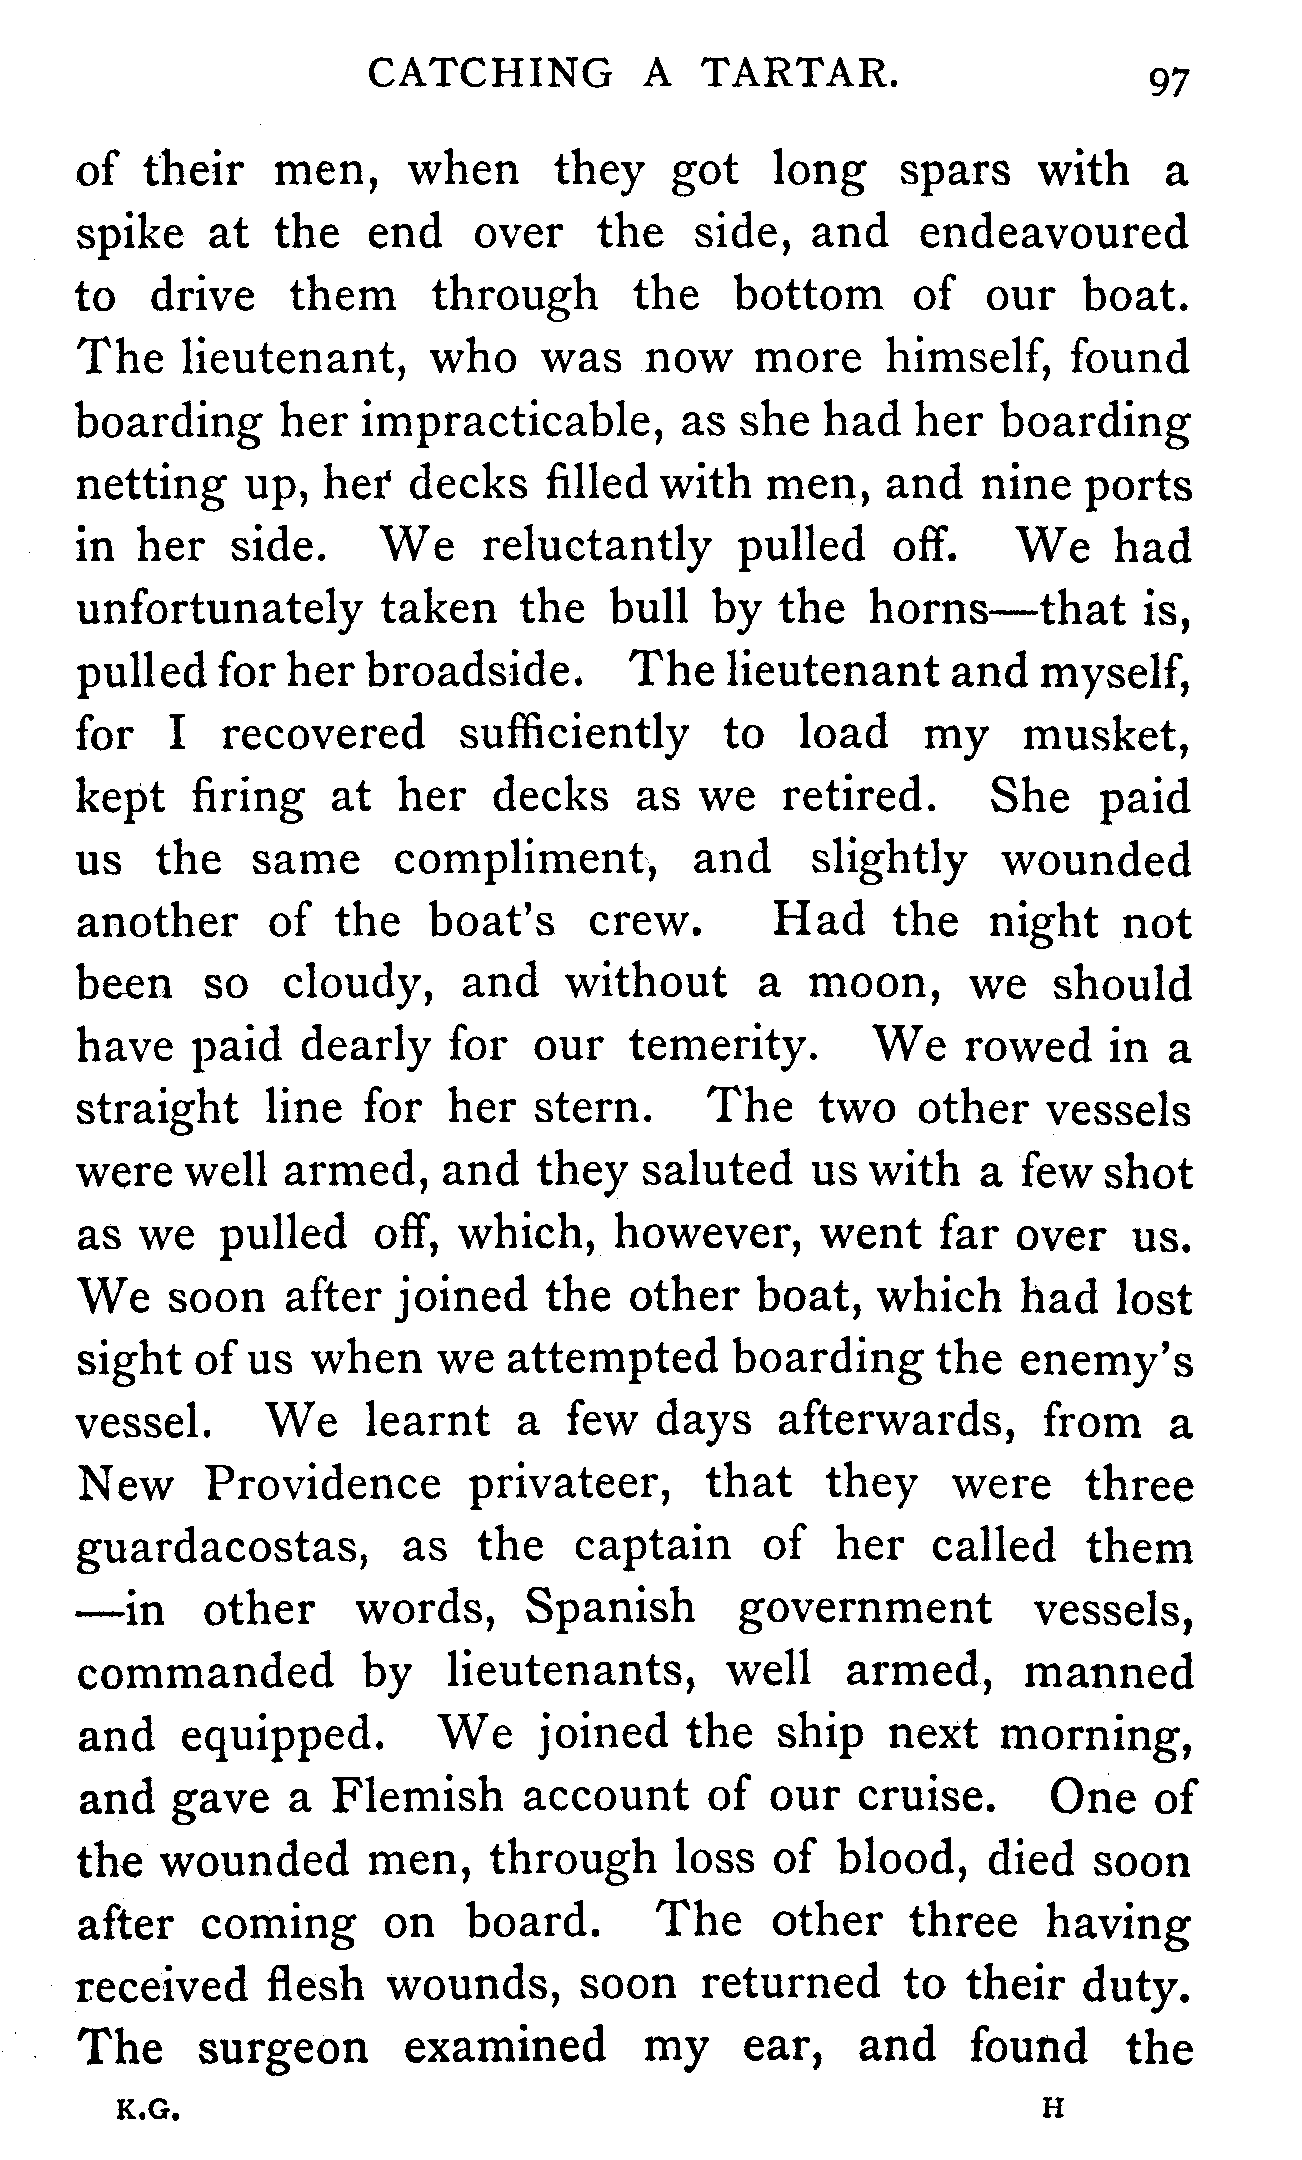 CATCHING A TARTAR. 97
of their men, when they got long spars with a
spike at the end over the side, and endeavoured
to drive them through the bottom of our boat.
The lieutenant, who was now more himself, found
boarding her impracticable, as she had her boarding
netting up, her decks filled with men, and nine ports
in her side. We reluctantly pulled off. We had
unfortunately taken the bull by the horns—that is,
pulled for her broadside. The lieutenant and myself,
for I recovered sufficiently to load my musket,
kept firing at her decks as we retired. She paid
us the same compliment, and slightly wounded
another of the boat's crew. Had the night not
been so cloudy, and without a moon, we should
have paid dearly for our temerity. We rowed in a
straight line for her stern. The two other vessels
were well armed, and they saluted us with a few shot
as we pulled off, which, however, went far over us.
We soon after joined the other boat, which had lost
sight of us when we attempted boarding the enemy's
vessel. We learnt a few days afterwards, from a
New Providence privateer, that they were three
guardacostas, as the captain of her called them
—in other words, Spanish government vessels,
commanded by lieutenants, well armed, manned
and equipped. We joined the ship next morning,
and gave a Flemish account of our cruise. One of
the wounded men, through loss of blood, died soon
after coming on board. The other three having
received flesh wounds, soon returned to their duty.
The surgeon examined my ear, and found the
K.G. H